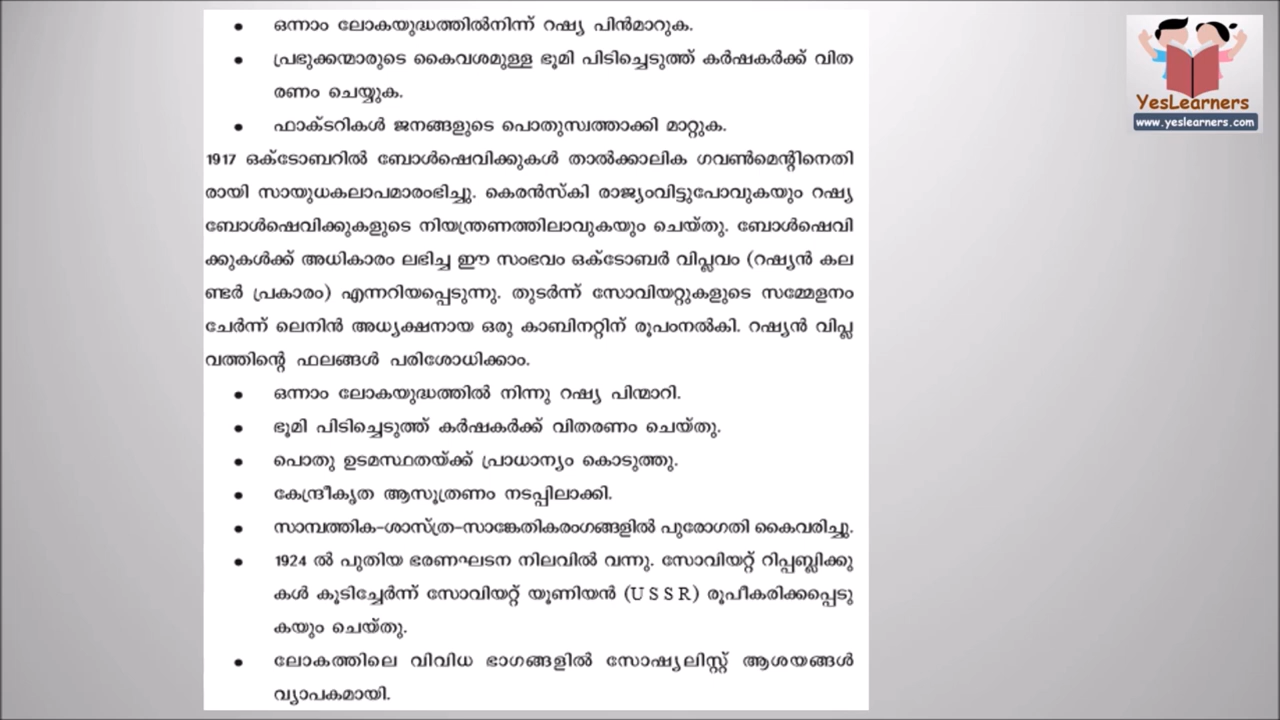 • ഒന്നാം ലോകയുദ്ധത്തിൽനിന്ന് റഷ്യ പിൻമാറുക.
• പ്രഭുക്കന്മാരുടെ കൈവശമുള്ള ഭൂമി പിടിച്ചെടുത്ത് കർഷകർക്ക് വിത
രണം ചെയ്യുക.
• ഫാക്ടറികൾ ജനങ്ങളുടെ പൊതുസ്വത്താക്കി മാറ്റുക.
1917 ഒക്ടോബറിൽ ബോൾഷെവിക്കുകൾ താൽക്കാലിക ഗവൺമെന്റിനെതി
രായി സായുധകലാപമാരംഭിച്ചു. കെരൻസ്കി രാജ്യംവിട്ടുപോവുകയും റഷ്യ
ബോൾഷെവിക്കുകളുടെ നിയന്ത്രണത്തിലാവുകയും ചെയ്തു. ബോൾഷെവി
ക്കുകൾക്ക് അധികാരം ലഭിച്ച ഈ സംഭവം ഒക്ടോബർ വിപ്ലവം (റഷ്യൻ കല
ണ്ടർ പ്രകാരം) എന്നറിയപ്പെടുന്നു. തുടർന്ന് സോവിയറ്റുകളുടെ സമ്മേളനം
ചേർന്ന് ലെനിൻ അധ്യക്ഷനായ ഒരു കാബിനറ്റിന് രൂപംനൽകി. റഷ്യൻ വിപ്ല
വത്തിന്റെ ഫലങ്ങൾ പരിശോധിക്കാം.
• ഒന്നാം ലോകയുദ്ധത്തിൽ നിന്നു റഷ്യ പിന്മാറി.
• ഭൂമി പിടിച്ചെടുത്ത് കർഷകർക്ക് വിതരണം ചെയ്തു.
• പൊതു ഉടമസ്ഥതയ്ക്ക് പ്രാധാന്യം കൊടുത്തു.
• കേന്ദ്രീകൃത ആസൂത്രണം നടപ്പിലാക്കി.
• സാമ്പത്തിക-ശാസ്ത്ര-സാങ്കേതികരംഗങ്ങളിൽ പുരോഗതി കൈവരിച്ചു.
• 1924 ൽ പുതിയ ഭരണഘടന നിലവിൽ വന്നു. സോവിയറ്റ് റിപ്പബ്ലിക്കു
കൾ കൂടിച്ചേർന്ന് സോവിയറ്റ് യൂണിയൻ (U S S R) രൂപീകരിക്കപ്പെടു
കയും ചെയ്തു.
• ലോകത്തിലെ വിവിധ ഭാഗങ്ങളിൽ സോഷ്യലിസ്റ്റ് ആശയങ്ങൾ
വ്യാപകമായി.
YesLearners
www.yeslearners.com